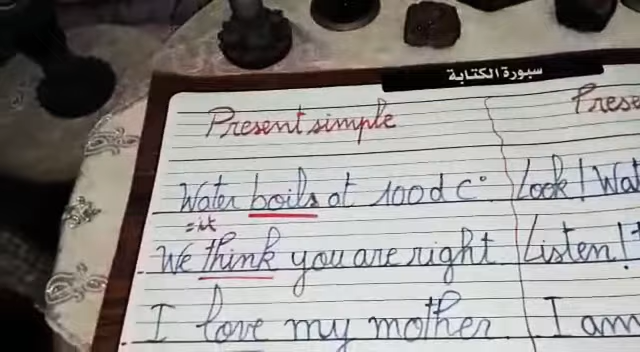 سبورة الكتابة
Present simple Prese
Water boils at 100d C° Look! Wat
=it
We think you are right Listen!
I love my mother I am